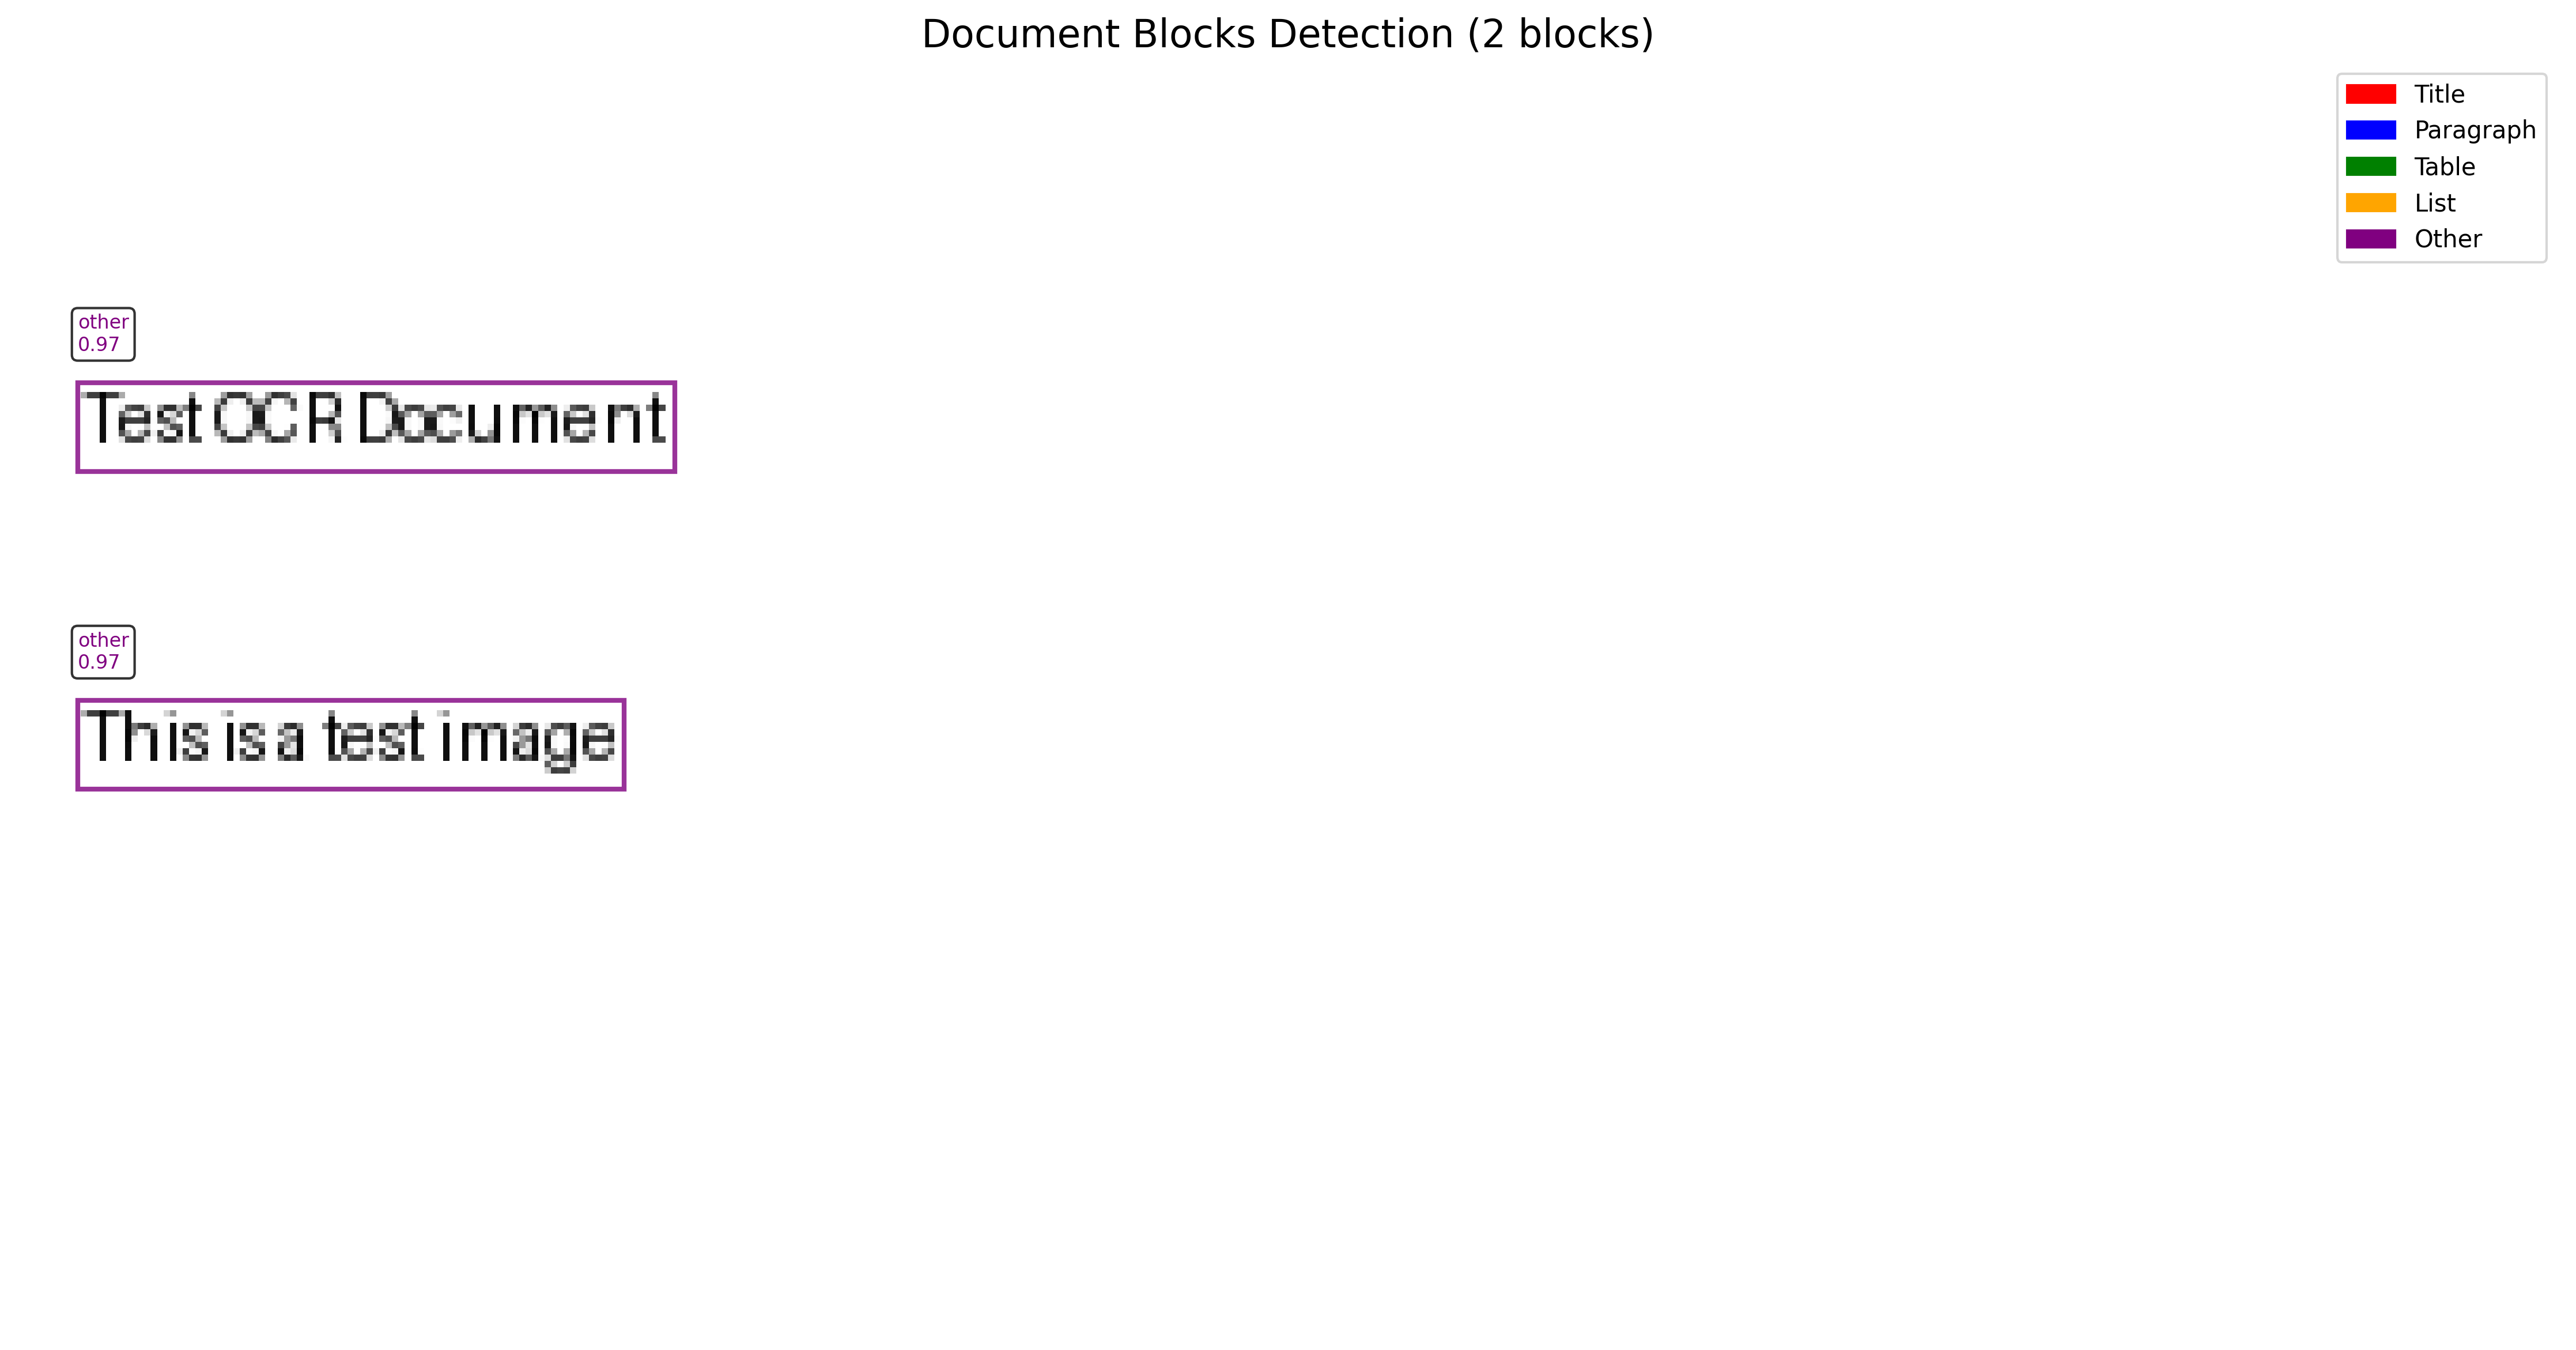 Document Blocks Detection (2 blocks)
Title
Paragraph
Table
List
Other
other
0.97
Test OCR Document
other
0.97
This is a test image